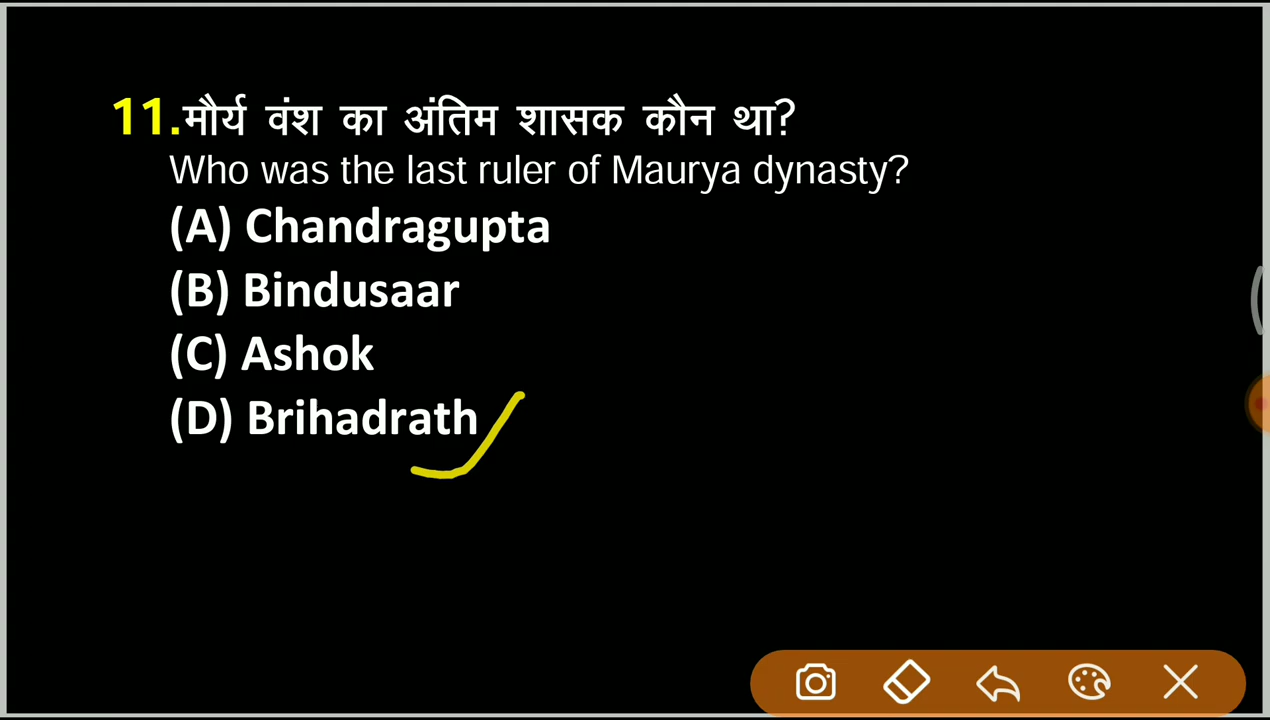 11.मौर्य वंश का अंतिम शासक कौन था?
Who was the last ruler of Maurya dynasty?
(A) Chandragupta
(B) Bindusaar
(C) Ashok
(D) Brihadrath